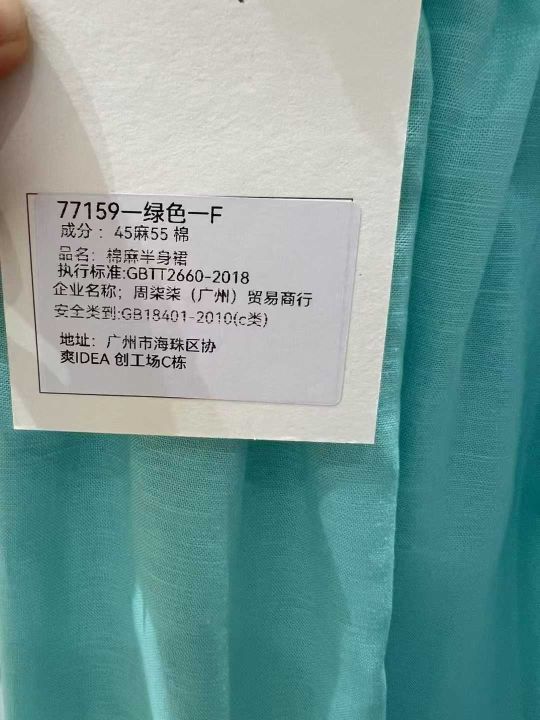 77159一绿色一F
成分：45麻55 棉
品名：棉麻半身裙
执行标准:GBTT2660-2018
企业名称；周柒柒（广州）贸易商行
安全类到:GB18401-2010(c类)
地址：广州市海珠区协
爽IDEA 创工场C栋